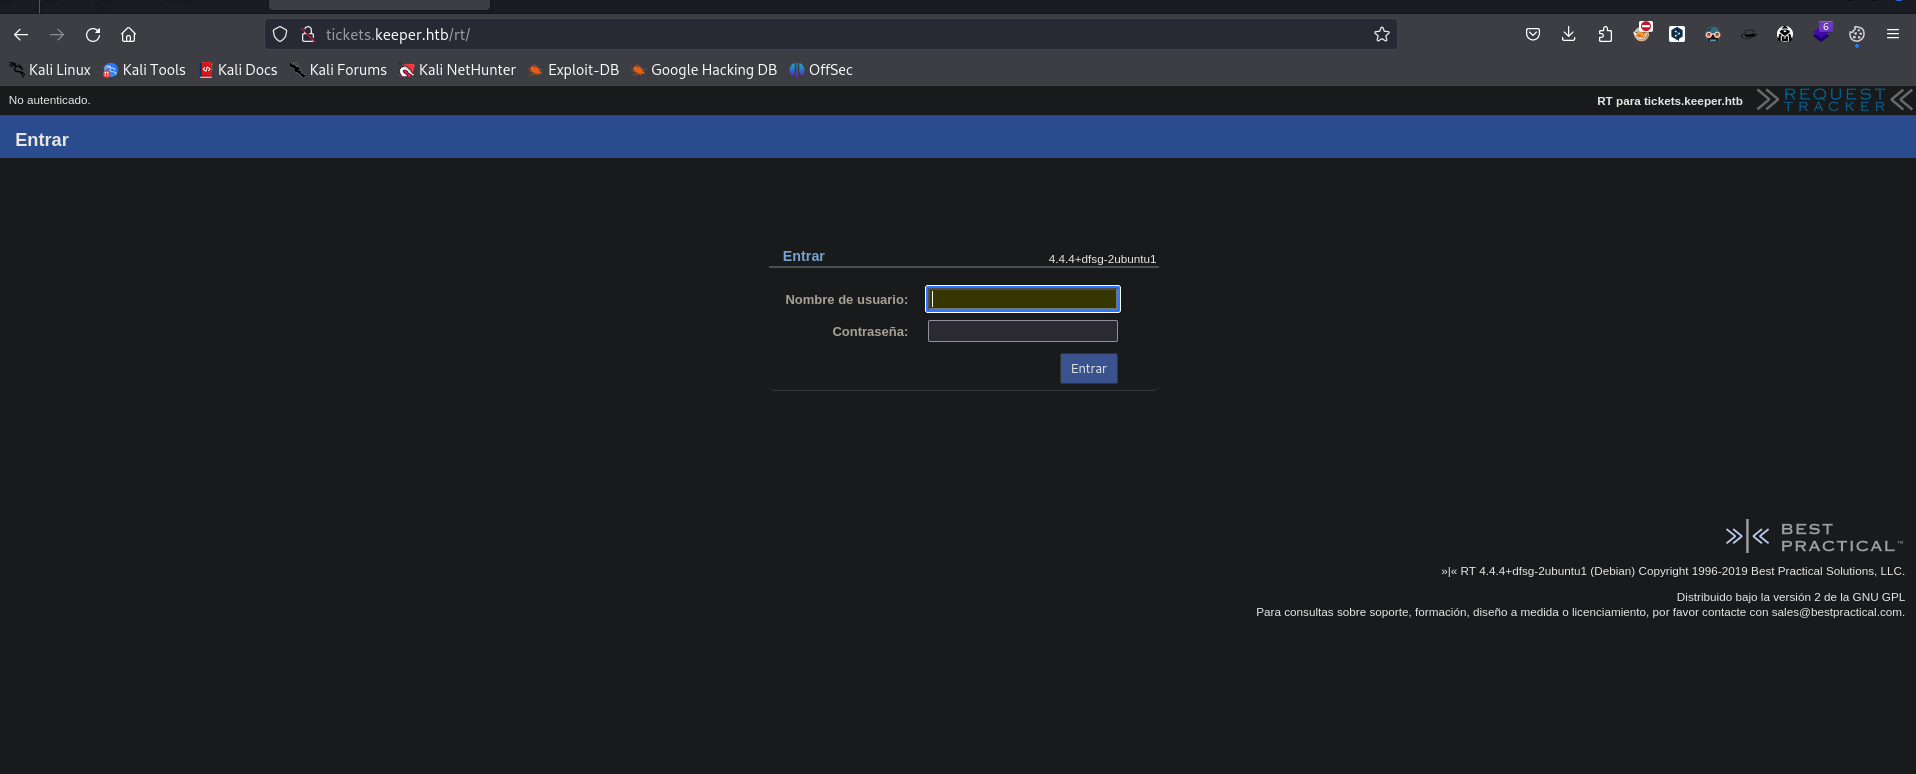 tickets.keeper.htb/rt/
6
Kali Linux Kali Tools Kali Docs Kali Forums Kali NetHunter Exploit-DB Google Hacking DB OffSec
No autenticado.
RT para tickets.keeper.htb
REQUEST
TRACKER
Entrar
Entrar 4.4.4+dfsg-2ubuntu1
Nombre de usuario:
Contraseña:
Entrar
BEST
PRACTICAL™
»|« RT 4.4.4+dfsg-2ubuntu1 (Debian) Copyright 1996-2019 Best Practical Solutions, LLC.
Distribuido bajo la versión 2 de la GNU GPL
Para consultas sobre soporte, formación, diseño a medida o licenciamiento, por favor contacte con sales@bestpractical.com.